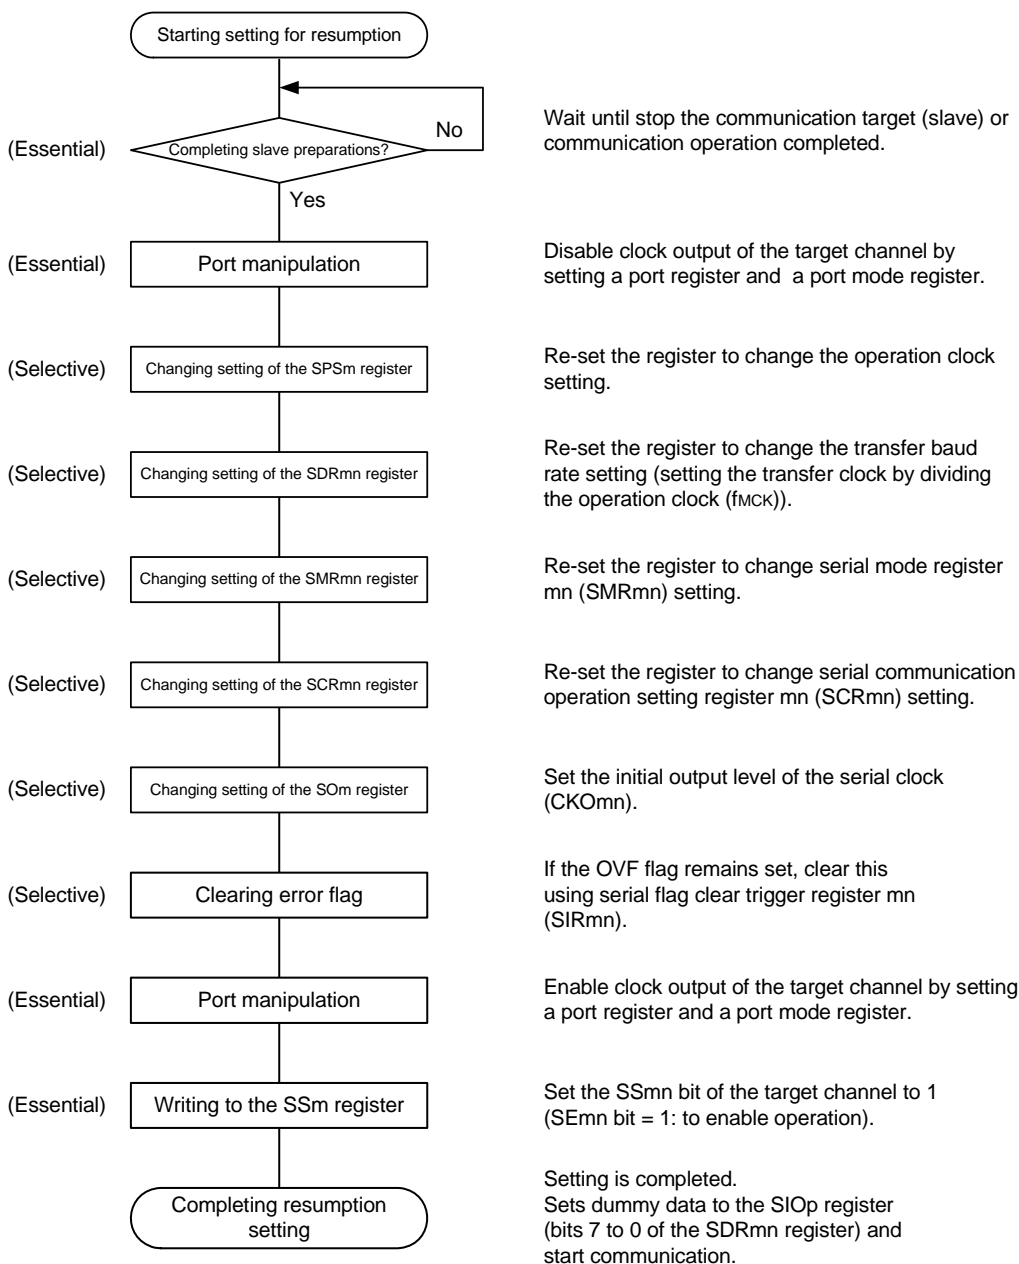 Starting setting for resumption
Wait until stop the communication target (slave) or
communication operation completed.
No
(Essential)
Completing slave preparations?
Yes
(Essential)
Port manipulation
Disable clock output of the target channel by
setting a port register and a port mode register.
(Selective)
Changing setting of the SPSm register
Re-set the register to change the operation clock
setting.
(Selective)
Changing setting of the SDRmn register
Re-set the register to change the transfer baud
rate setting (setting the transfer clock by dividing
the operation clock (fMCK)).
(Selective)
Changing setting of the SMRmn register
Re-set the register to change serial mode register
mn (SMRmn) setting.
(Selective)
Changing setting of the SCRmn register
Re-set the register to change serial communication
operation setting register mn (SCRmn) setting.
(Selective)
Changing setting of the SOm register
Set the initial output level of the serial clock
(CKOmn).
(Selective)
Clearing error flag
If the OVF flag remains set, clear this
using serial flag clear trigger register mn
(SIRmn).
(Essential)
Port manipulation
Enable clock output of the target channel by setting
a port register and a port mode register.
(Essential)
Writing to the SSm register
Set the SSmn bit of the target channel to 1
(SEmn bit = 1: to enable operation).
Completing resumption
setting
Setting is completed.
Sets dummy data to the SIOp register
(bits 7 to 0 of the SDRmn register) and
start communication.